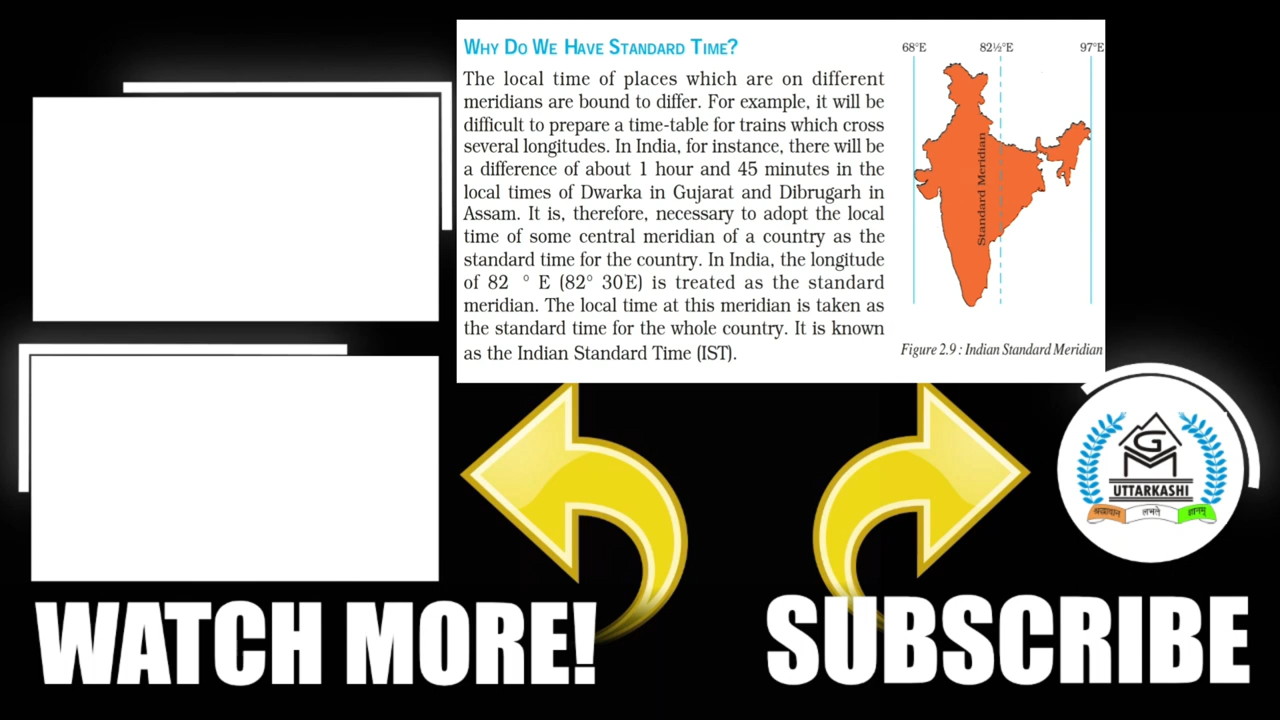 WHY DO WE HAVE STANDARD TIME?
The local time of places which are on different
meridians are bound to differ. For example, it will be
difficult to prepare a time-table for trains which cross
several longitudes. In India, for instance, there will be
a difference of about 1 hour and 45 minutes in the
local times of Dwarka in Gujarat and Dibrugarh in
Assam. It is, therefore, necessary to adopt the local
time of some central meridian of a country as the
standard time for the country. In India, the longitude
of 82 ° E (82° 30'E) is treated as the standard
meridian. The local time at this meridian is taken as
the standard time for the whole country. It is known
as the Indian Standard Time (IST).
68°E 82½°E 97°E
Standard Meridian
Figure 2.9 : Indian Standard Meridian
G
M
UTTARKASHI
श्रद्धावान् लभते ज्ञानम्
WATCH MORE!
SUBSCRIBE